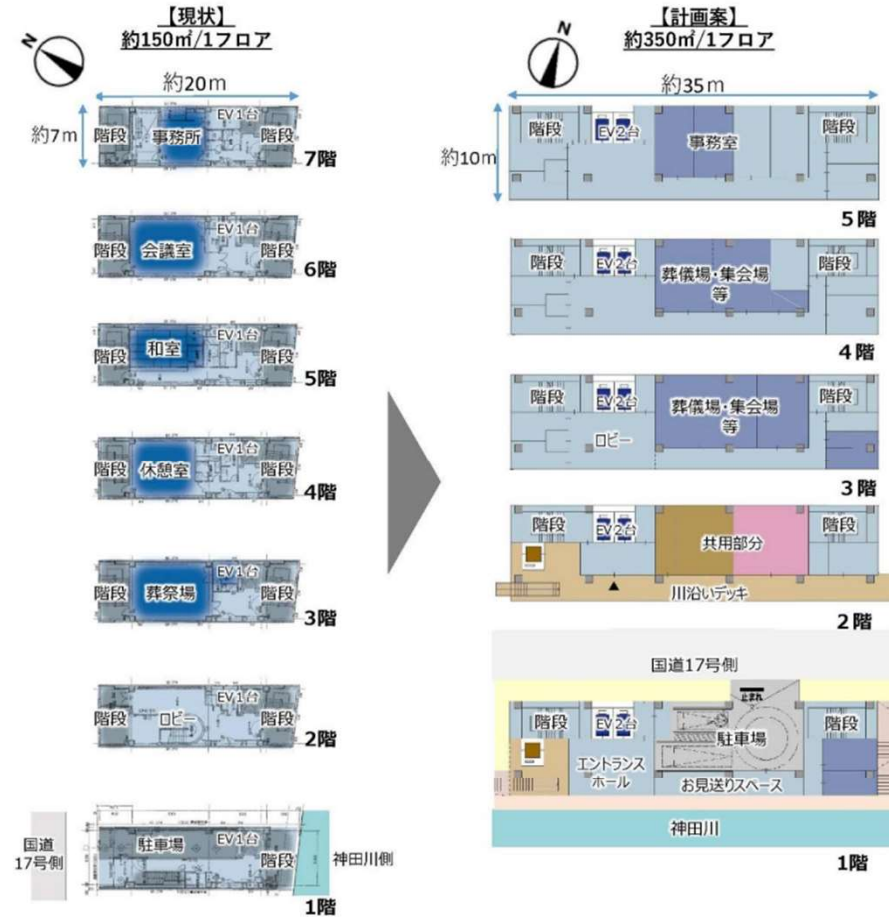 【現状】
約150㎡/1フロア
N
約20m
約7m
階段
事務所
EV1台
階段
7階
階段
会議室
EV1台
階段
6階
階段
和室
EV1台
階段
5階
階段
休憩室
EV1台
階段
4階
階段
葬祭場
EV1台
階段
3階
階段
ロビー
EV1台
階段
2階
国道
17号側
駐車場
EV1台
階段
神田川側
1階
【計画案】
約350㎡/1フロア
N
約35m
約10m
階段
EV2台
事務室
階段
5階
階段
EV2台
葬儀場・集会場
等
階段
4階
階段
EV2台
ロビー
葬儀場・集会場
等
階段
3階
階段
EV2台
共用部分
階段
川沿いデッキ
2階
国道17号側
止まれ
階段
EV2台
駐車場
階段
エントランス
ホール
お見送りスペース
神田川
1階